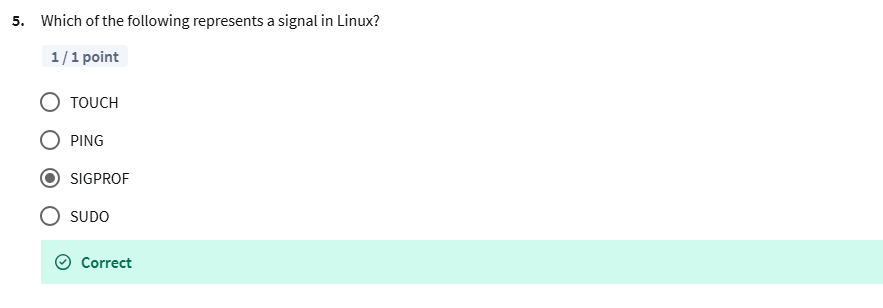 5. Which of the following represents a signal in Linux?
1 / 1 point
TOUCH
PING
SIGPROF
SUDO
Correct